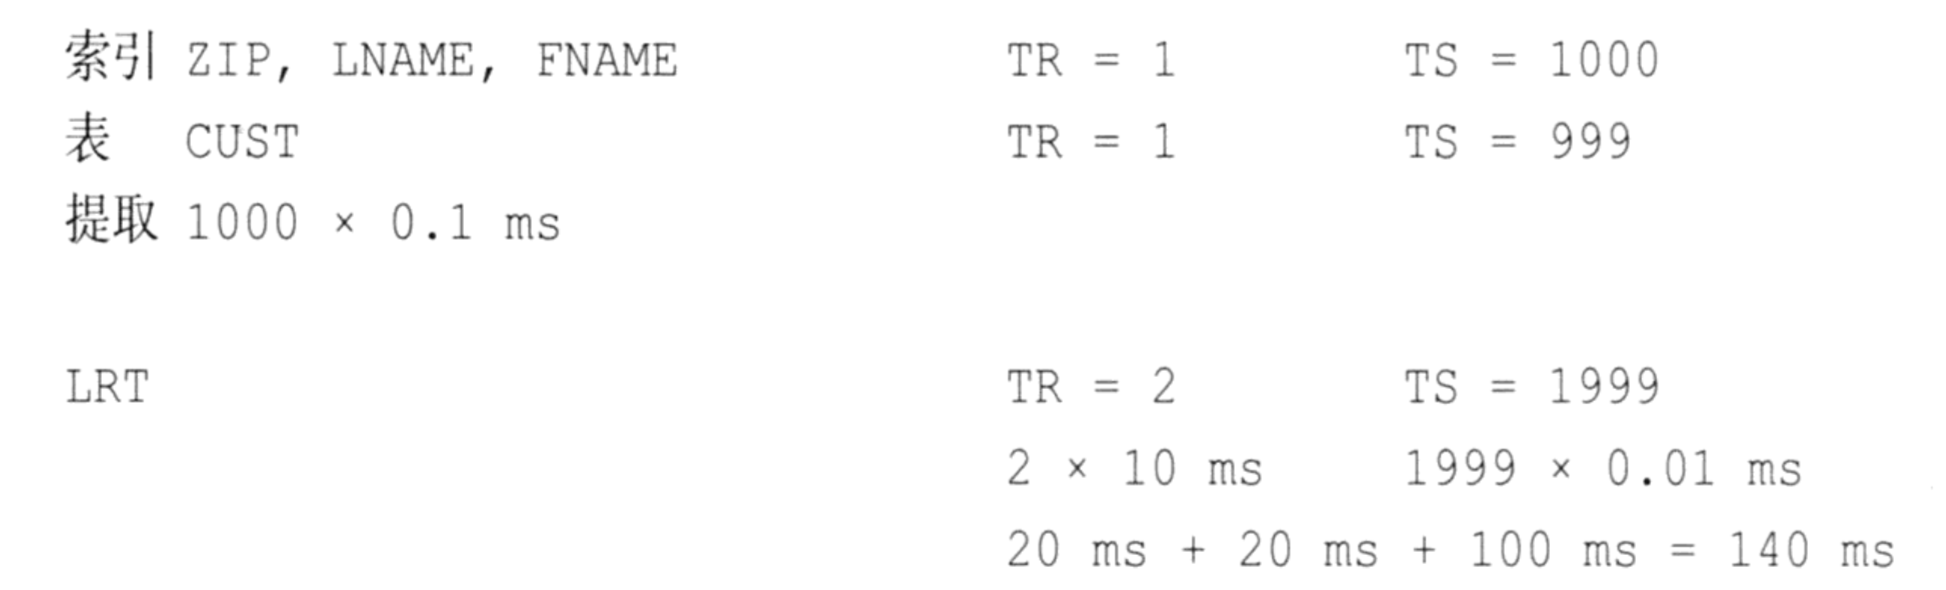 索引 ZIP, LNAME, FNAME TR = 1 TS = 1000
表 CUST TR = 1 TS = 999
提取 1000 × 0.1 ms
LRT TR = 2 TS = 1999
2 × 10 ms 1999 × 0.01 ms
20 ms + 20 ms + 100 ms = 140 ms